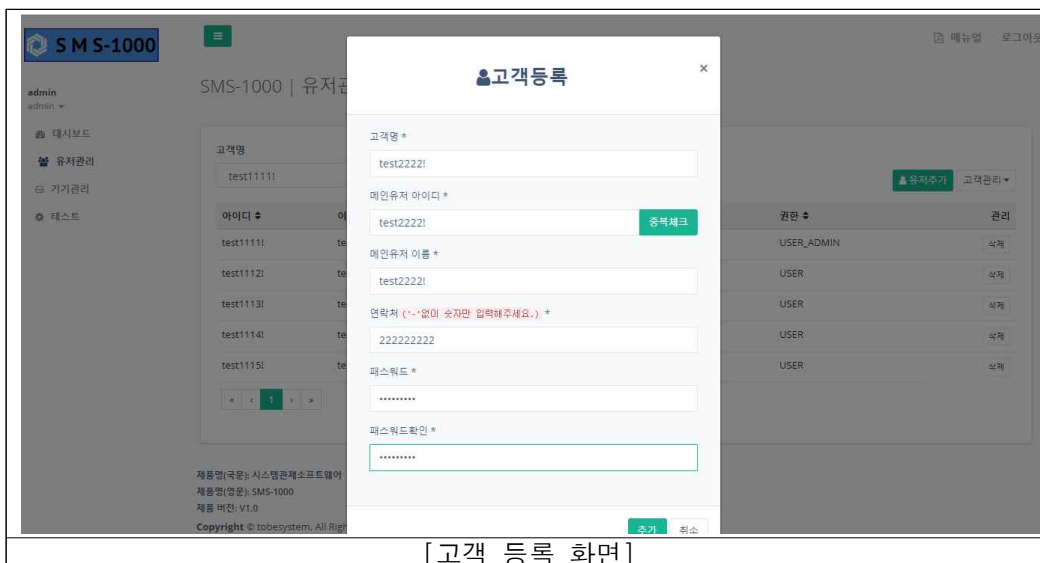 S M S-1000
매뉴얼 로그아웃
admin
admin
SMS-1000 | 유저관
대시보드
유저관리
기기관리
테스트
고객명
test1111!
유저추가 고객관리
아이디 권한 관리
test1111! te USER_ADMIN 삭제
test1112! te USER 삭제
test1113! te USER 삭제
test1114! te USER 삭제
test1115! te USER 삭제
« ‹ 1 › »
고객등록
×
고객명 *
test2222!
메인유저 아이디 *
test2222! 중복체크
메인유저 이름 *
test2222!
연락처 ('-'없이 숫자만 입력해주세요.) *
222222222
패스워드 *
•••••••••
패스워드확인 *
•••••••••
추가 취소
제품명(국문): 시스템관제소프트웨어
제품명(영문): SMS-1000
제품 버전: V1.0
Copyright © tobesystem. All Righ
[고객 등록 화면]